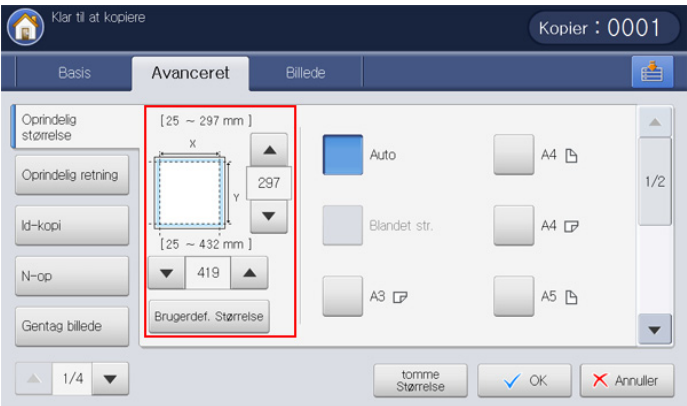 Klar til at kopiere
Kopier : 0001
Basis
Avanceret
Billede
Oprindelig
størrelse
Oprindelig retning
Id-kopi
N-op
Gentag billede
1/4
[25 ~ 297 mm ]
X
297
Y
[25 ~ 432 mm ]
419
Brugerdef. Størrelse
Auto
A4
Blandet str.
A4
A3
A5
1/2
tomme
Størrelse
OK
Annuller